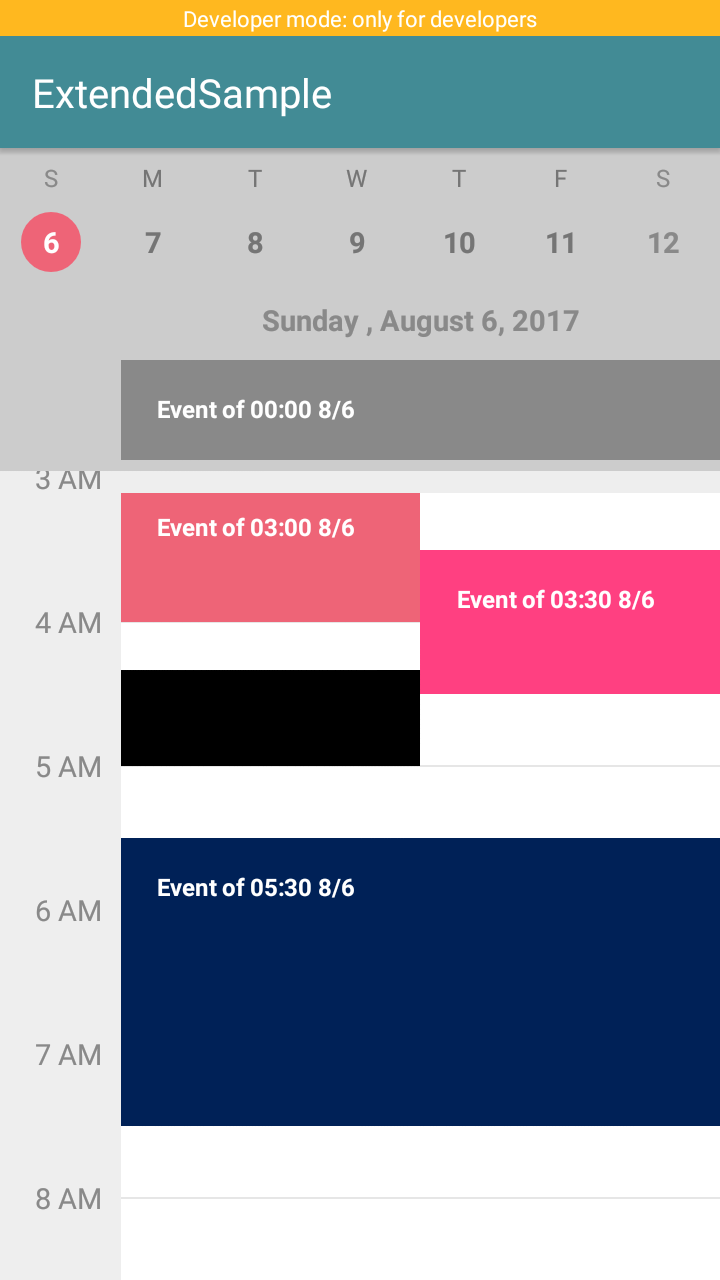 Developer mode: only for developers
ExtendedSample
S M T W T F S
6 7 8 9 10 11 12
Sunday , August 6, 2017
Event of 00:00 8/6
3 AM
Event of 03:00 8/6
Event of 03:30 8/6
4 AM
5 AM
Event of 05:30 8/6
6 AM
7 AM
8 AM